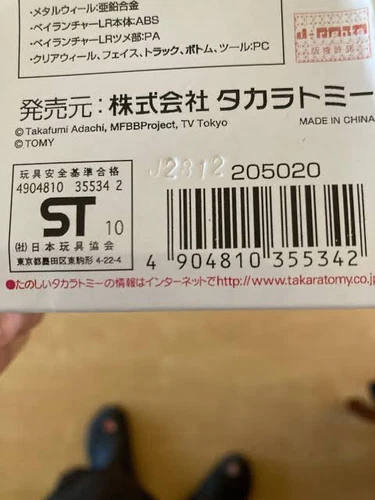 ・メタルウィール:亜鉛合金
・ベイランチャーLR本体:ABS
・ベイランチャーLRツメ部:PA
・クリアウィール、フェイス、トラック、ボトム、ツール:PC
d-rights
版権許諾
発売元:株式会社 タカラトミー
©Takafumi Adachi, MFBBProject, TV Tokyo
©TOMY
MADE IN CHINA
玩具安全基準合格
4904810 35534 2
ST 10
(社)日本玩具協会
東京都墨田区東駒形 4-22-4
J2812
205020
4 904810 355342
●たのしいタカラトミーの情報はインターネットでhttp://www.takaratomy.co.jp